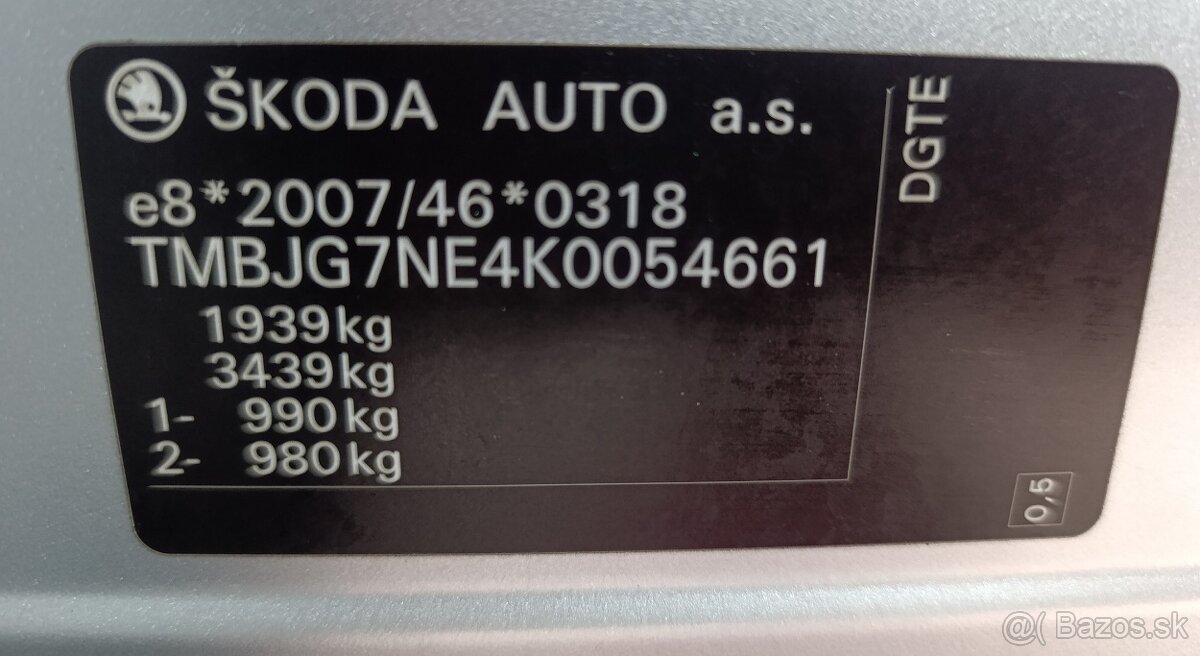 ŠKODA AUTO a.s.
e8*2007/46*0318
TMBJG7NE4K0054661
1939kg
3439kg
1- 990kg
2- 980kg
DGTE
0,5
@( Bazos.sk